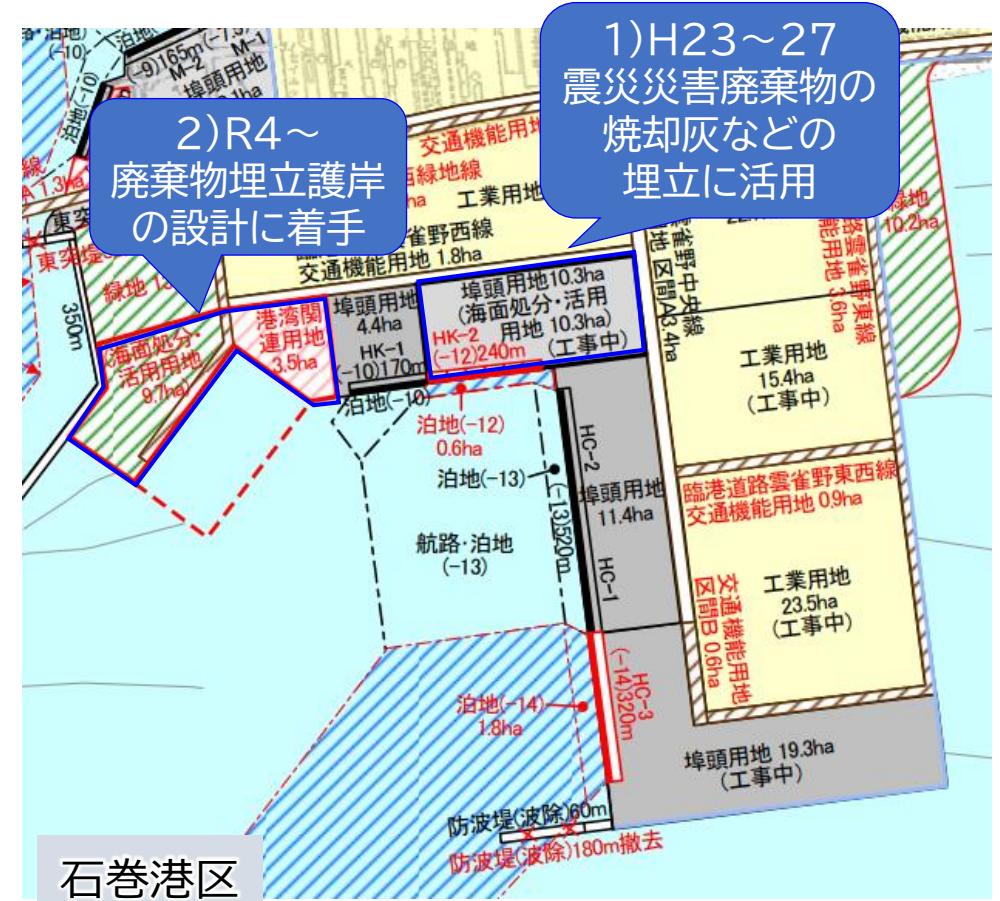 1)H23～27
震災災害廃棄物の
焼却灰などの
埋立に活用
2)R4～
廃棄物埋立護岸
の設計に着手
泊地(-10)
(-9)165m
M-1
M-2
埠頭用地
交通機能用地
工業用地
交通機能用地 1.8ha
緑地
10.2ha
350m
港湾関
連用地
3.5ha
(海面処分・
活用用地
9.7ha)
埠頭用地
4.4ha
HK-1
(-10)170m
泊地(-10)
埠頭用地10.3ha
(海面処分・活用
用地 10.3ha)
(工事中)
HK-2
(-12)240m
泊地(-12)
0.6ha
泊地(-13)
航路・泊地
(-13)
HC-2
(-13)520m
HC-1
埠頭用地
11.4ha
工業用地
15.4ha
(工事中)
臨港道路雲雀野東西線
交通機能用地 0.9ha
工業用地
23.5ha
(工事中)
交通機能用地
区間B 0.6ha
泊地(-14)
1.8ha
HC-3
(-14)320m
埠頭用地 19.3ha
(工事中)
防波堤(波除)60m
防波堤(波除)180m撤去
石巻港区